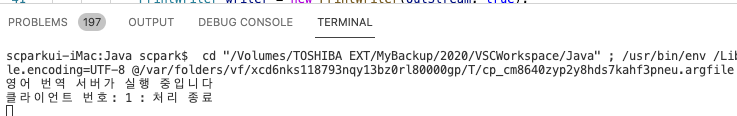 PROBLEMS 197 OUTPUT DEBUG CONSOLE TERMINAL
scparkui-iMac:Java scpark$  cd "/Volumes/TOSHIBA EXT/MyBackup/2020/VSCWorkspace/Java" ; /usr/bin/env /Lib
le.encoding=UTF-8 @/var/folders/vf/xcd6nks118793nqy13bz0rl80000gp/T/cp_cm8640zyp2y8hds7kahf3pneu.argfile
영어 번역 서버가 실행 중입니다
클라이언트 번호: 1 : 처리 종료